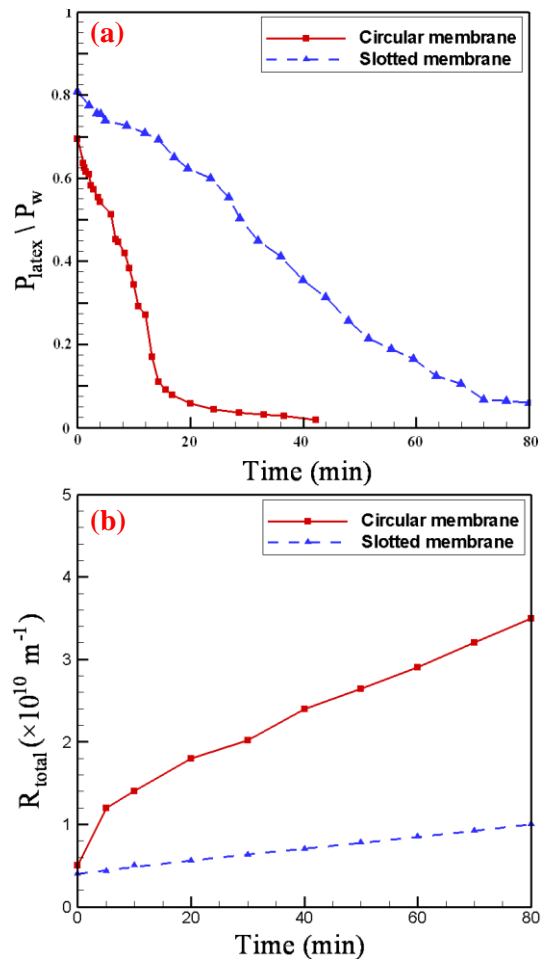 (a)
Circular membrane
Slotted membrane
1
0.8
0.6
0.4
0.2
0
P_latex \ P_w
0 20 40 60 80
Time (min)
(b)
Circular membrane
Slotted membrane
5
4
3
2
1
0
R_total (×10^10 m^-1)
0 20 40 60 80
Time (min)